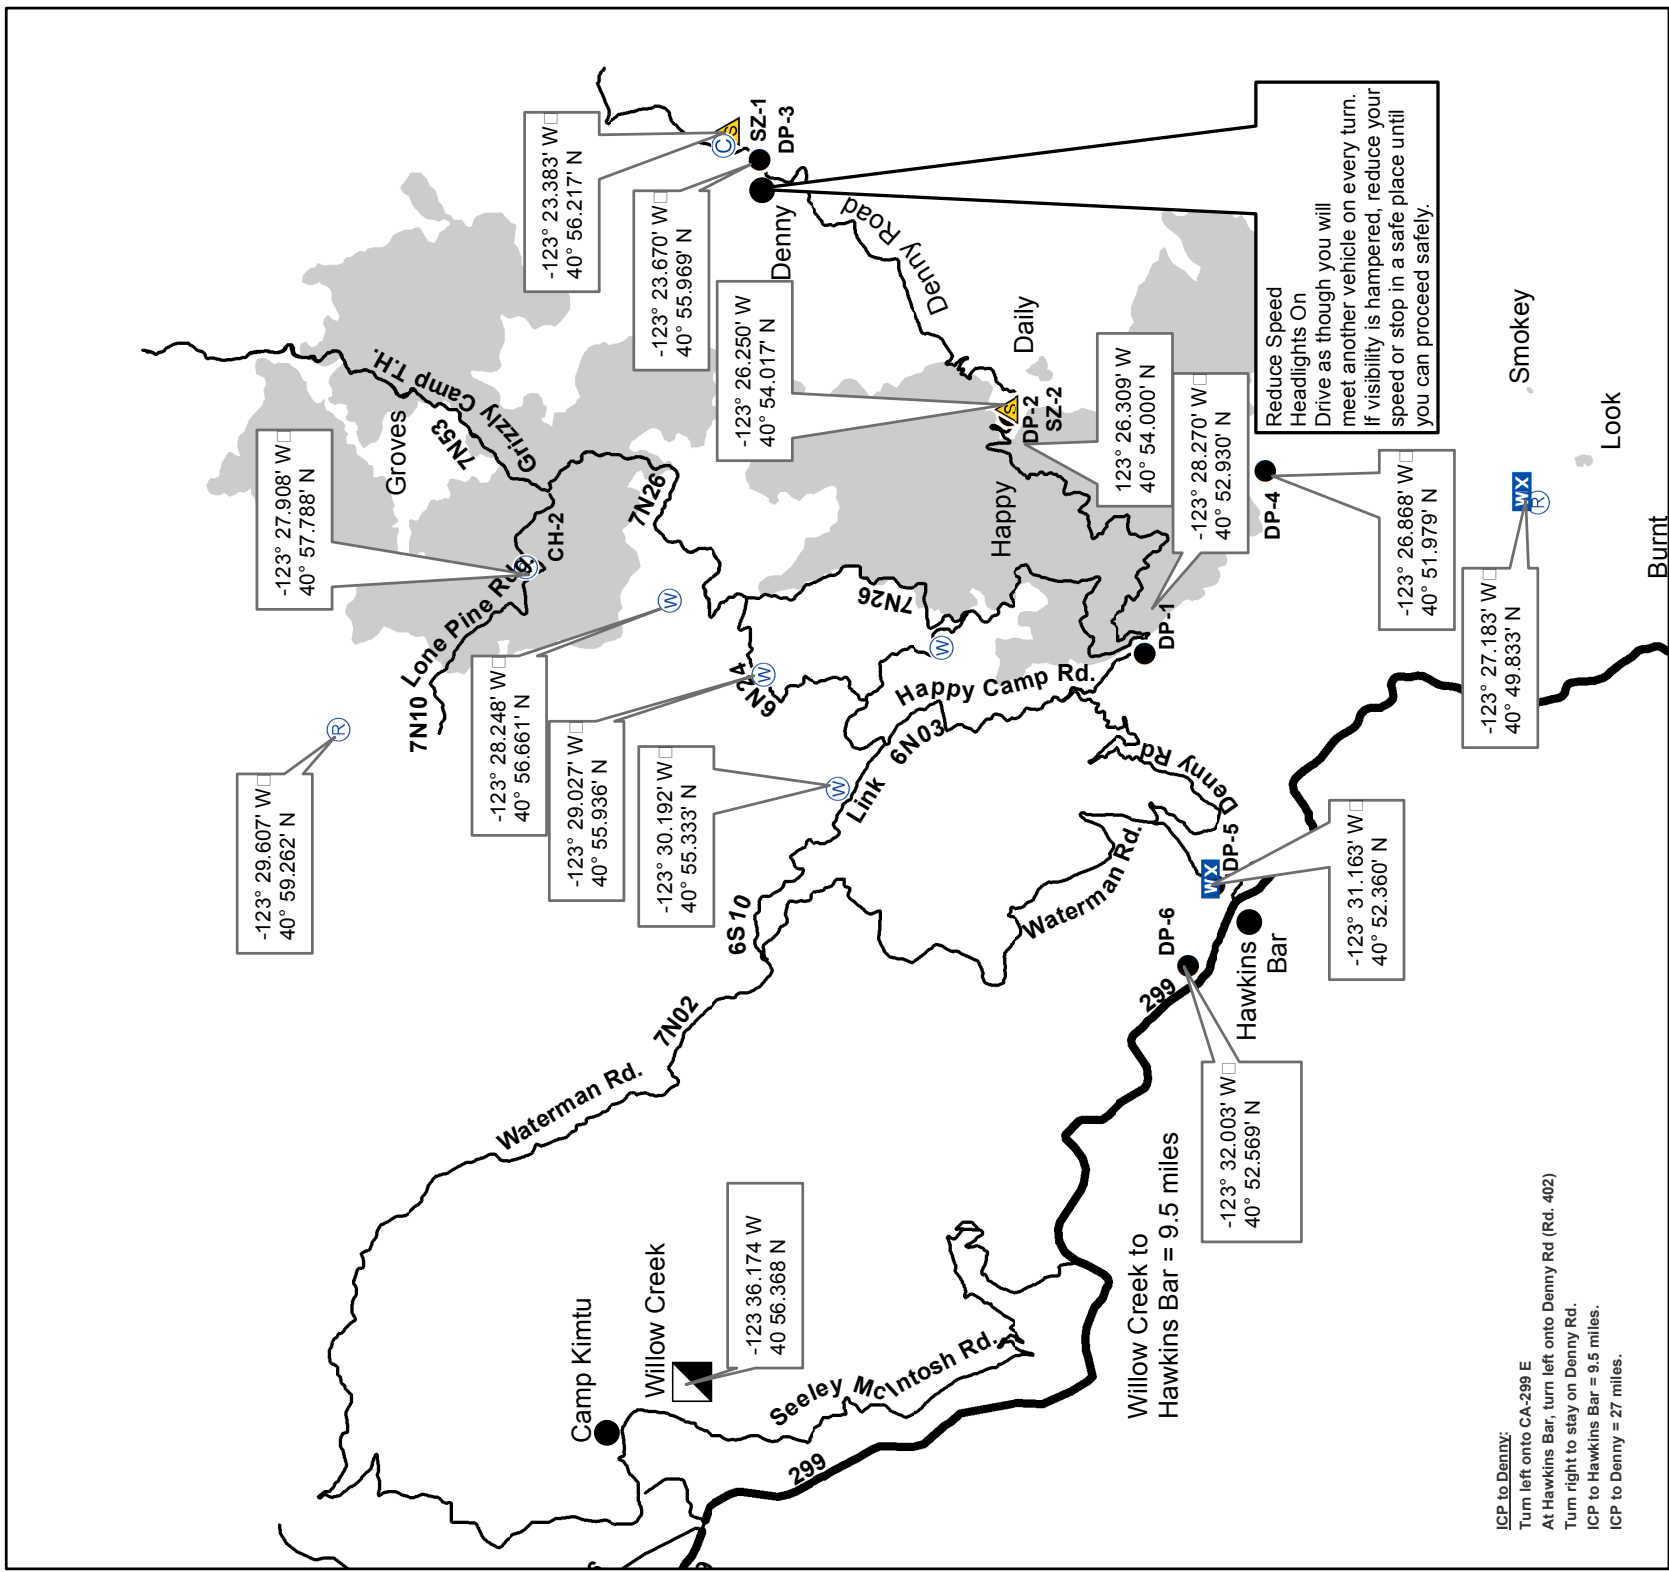 -123° 29.607' W
40° 59.262' N
R
7N10
Lone Pine Rdg.
-123° 27.908' W
40° 57.788' N
C
CH-2
Groves
7N53
Grizzly Camp T.H.
7N26
-123° 28.248' W
40° 56.661' N
W
-123° 29.027' W
40° 55.936' N
W
6N24
-123° 30.192' W
40° 55.333' N
W
7N26
W
Happy Camp Rd.
6N03
Link
6S10
7N02
Waterman Rd.
Waterman Rd.
Denny Rd
-123° 23.383' W
40° 56.217' N
C
S
SZ-1
DP-3
-123° 23.670' W
40° 55.969' N
Denny
Denny Road
-123° 26.250' W
40° 54.017' N
S
DP-2
SZ-2
Daily
Happy
123° 26.309' W
40° 54.000' N
-123° 28.270' W
40° 52.930' N
DP-1
Reduce Speed
Headlights On
Drive as though you will
meet another vehicle on every turn.
If visibility is hampered, reduce your
speed or stop in a safe place until
you can proceed safely.
DP-4
-123° 26.868' W
40° 51.979' N
Smokey
Look
WX
R
-123° 27.183' W
40° 49.833' N
Burnt
WX
DP-5
-123° 31.163' W
40° 52.360' N
Hawkins
Bar
DP-6
299
-123° 32.003' W
40° 52.569' N
Camp Kimtu
Willow Creek
-123 36.174 W
40 56.368 N
Seeley McIntosh Rd.
299
Willow Creek to
Hawkins Bar = 9.5 miles
ICP to Denny:
Turn left onto CA-299 E
At Hawkins Bar, turn left onto Denny Rd (Rd. 402)
Turn right to stay on Denny Rd.
ICP to Hawkins Bar = 9.5 miles.
ICP to Denny = 27 miles.